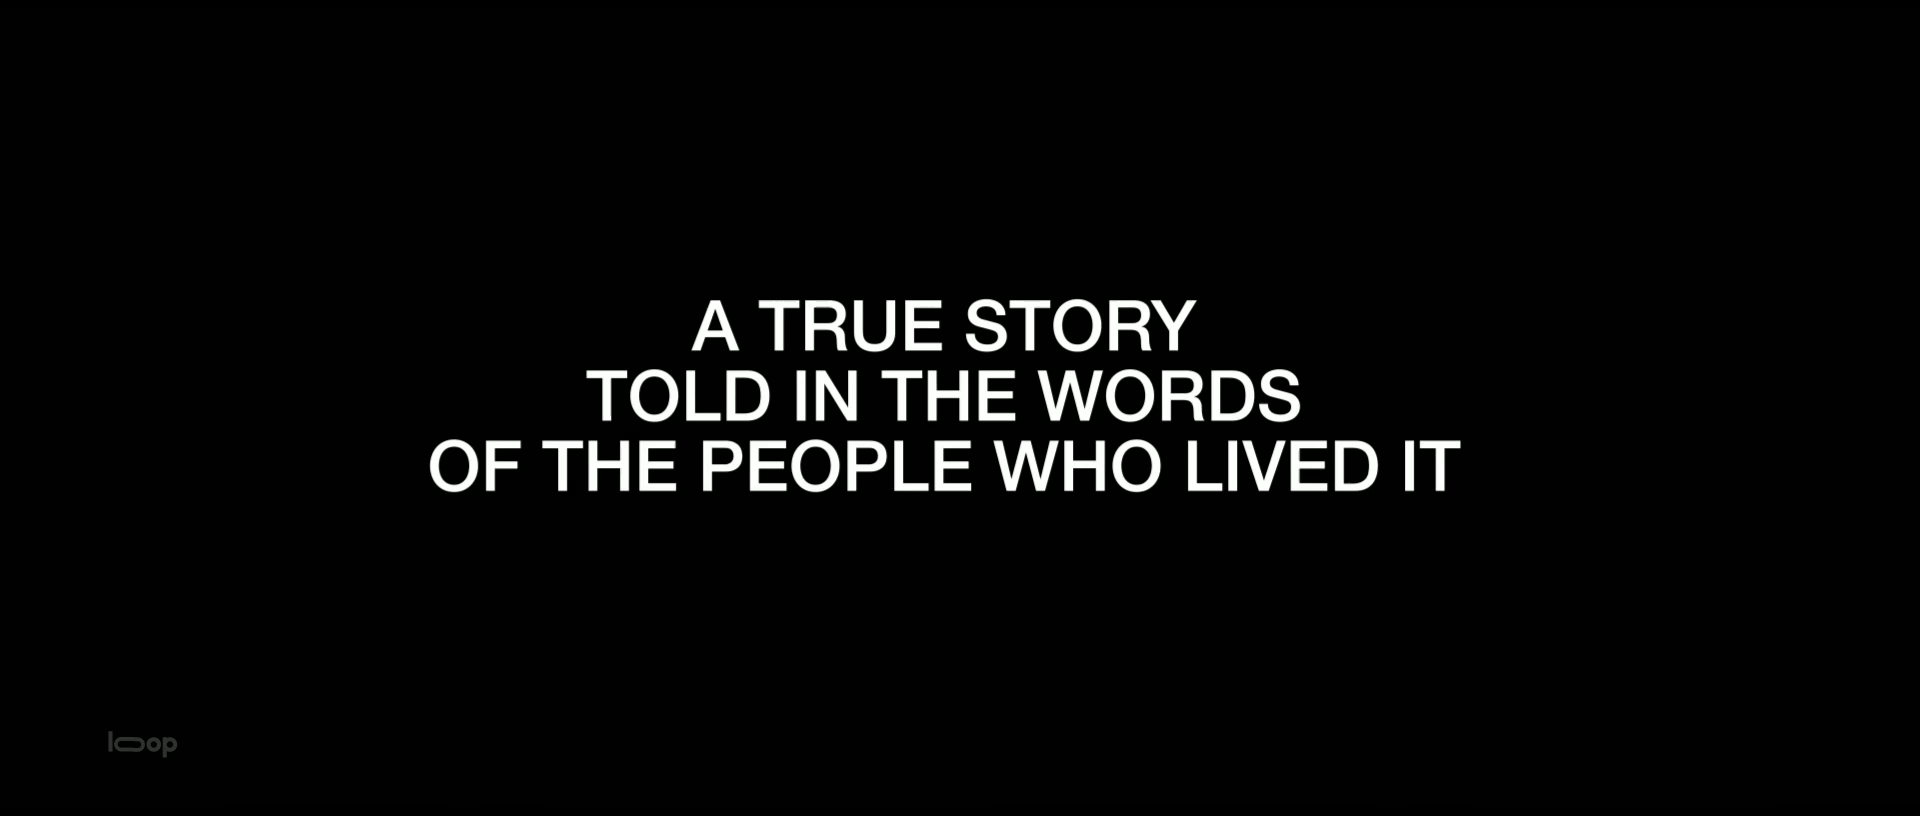 A TRUE STORY
TOLD IN THE WORDS
OF THE PEOPLE WHO LIVED IT
loop